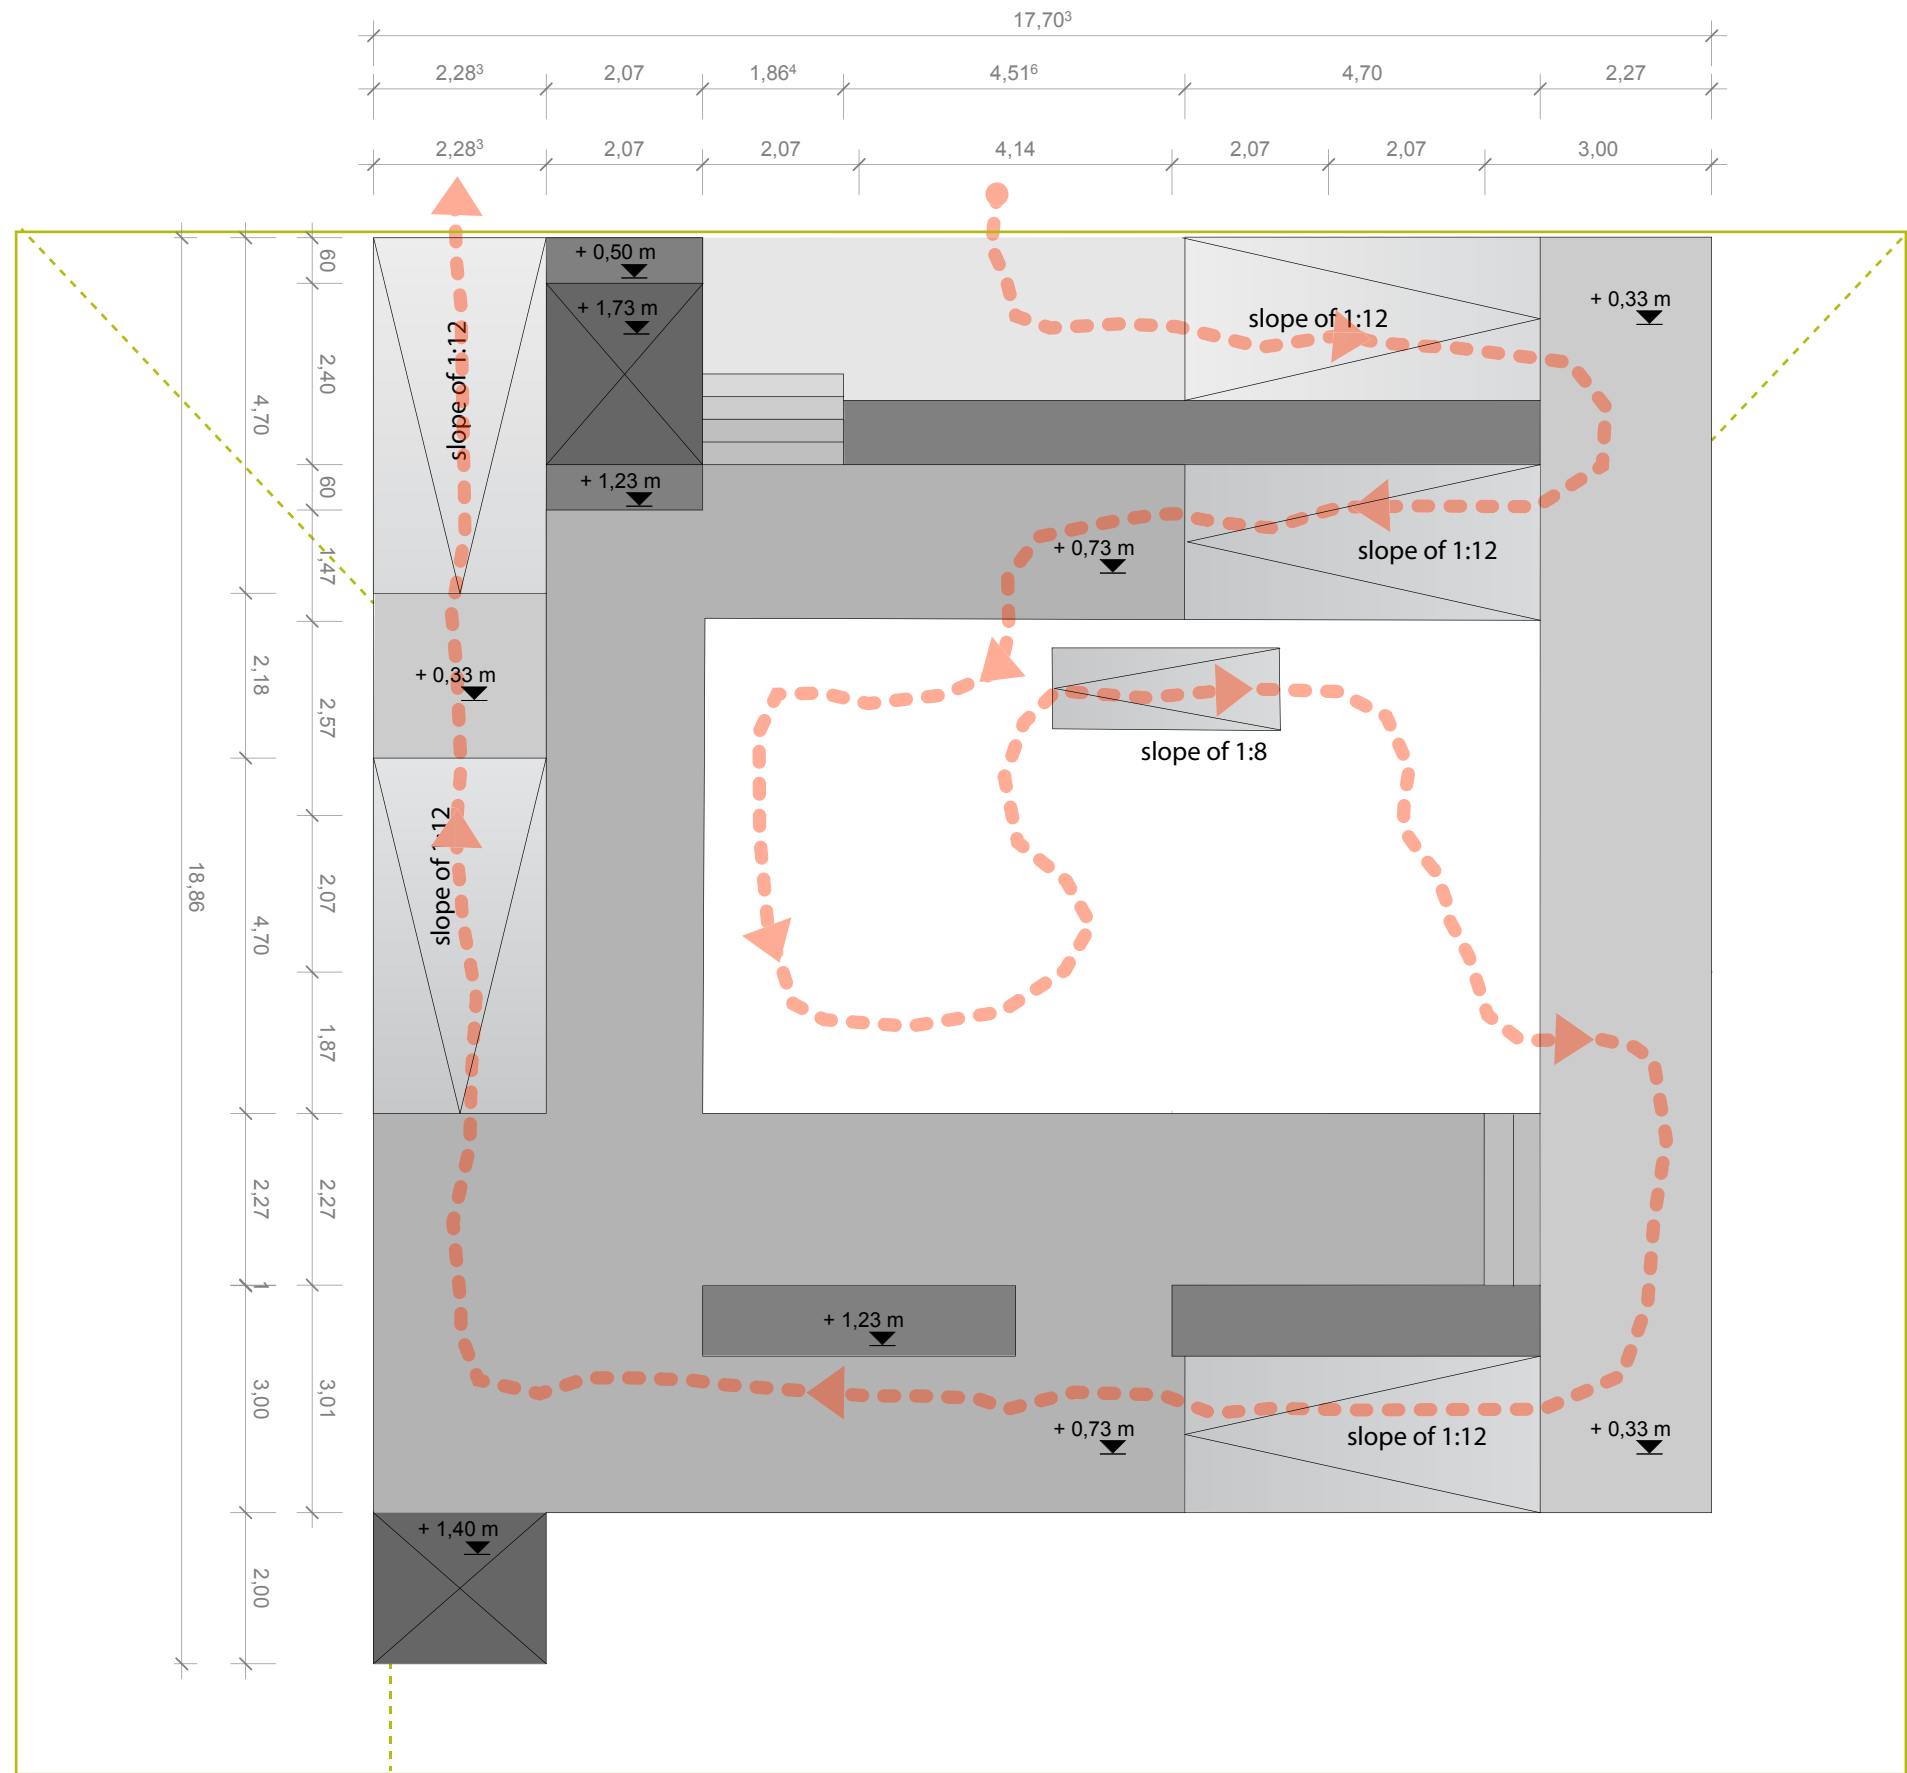 17,70³
2,28³ 2,07 1,86⁴ 4,51⁶ 4,70 2,27
2,28³ 2,07 2,07 4,14 2,07 2,07 3,00
+ 0,50 m
+ 1,73 m
+ 1,23 m
slope of 1:12
+ 0,33 m
slope of 1:12
+ 0,73 m
slope of 1:12
+ 0,33 m
slope of 1:8
slope of 1:12
+ 1,23 m
+ 0,73 m
slope of 1:12
+ 0,33 m
+ 1,40 m
18,86
4,70
2,18
4,70
2,27
1
3,00
2,00
60
2,40
60
1,47
2,57
2,07
1,87
2,27
3,01